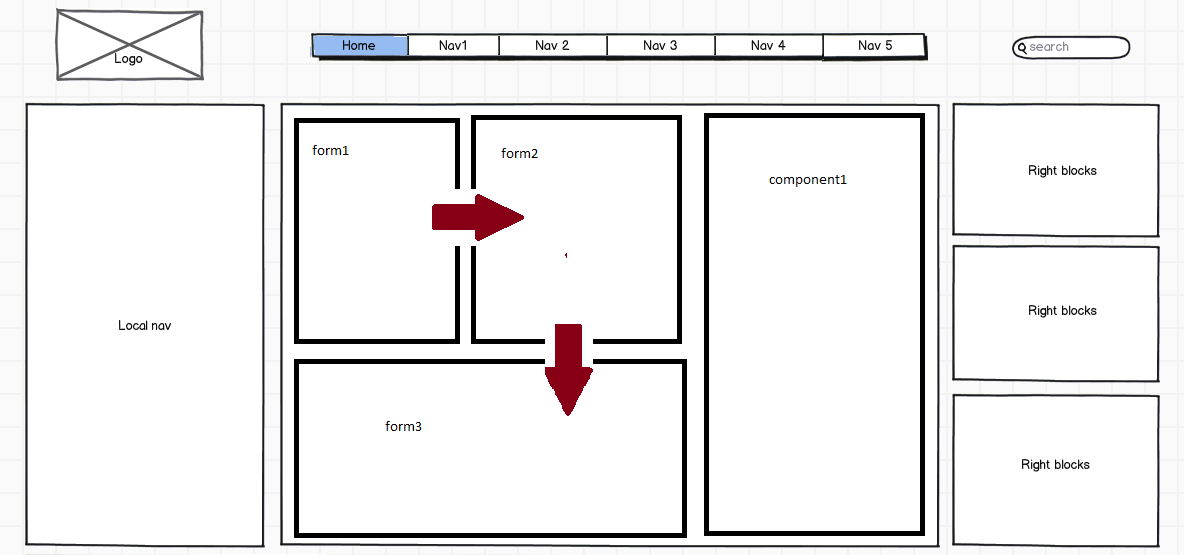 Logo
Home Nav1 Nav 2 Nav 3 Nav 4 Nav 5
search
Local nav
form1
form2
form3
component1
Right blocks
Right blocks
Right blocks